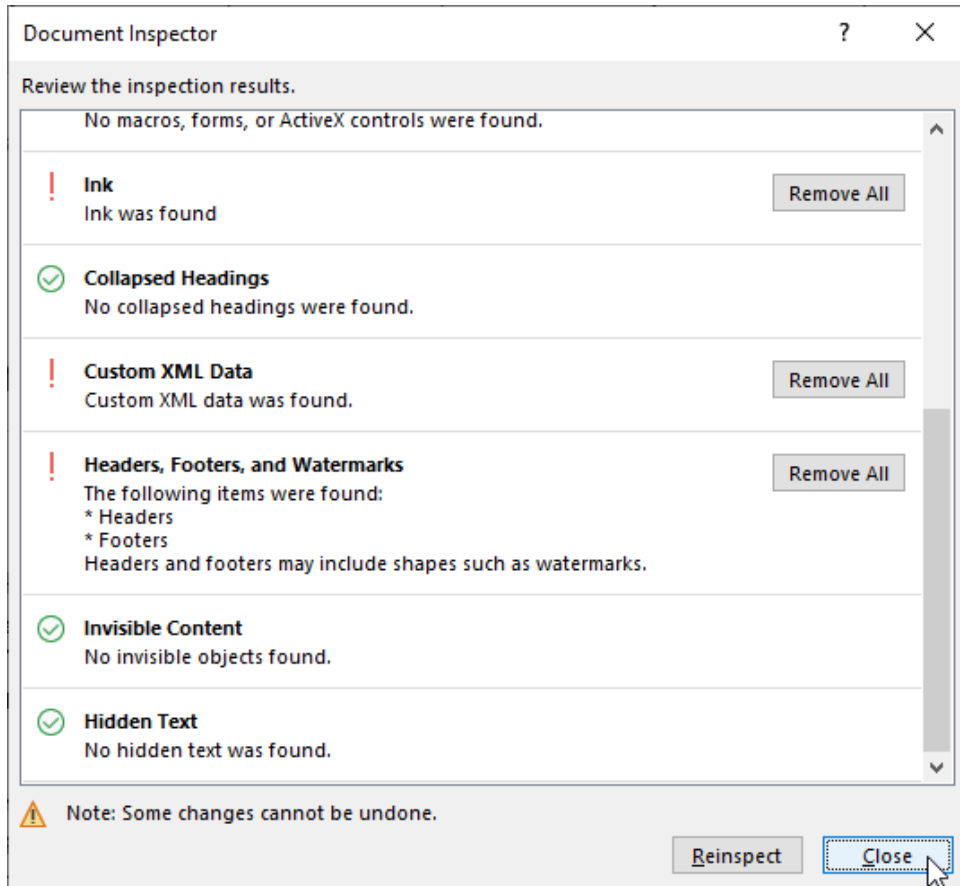 Document Inspector ?
Review the inspection results.
No macros, forms, or ActiveX controls were found.
! Ink
Ink was found
Remove All
Collapsed Headings
No collapsed headings were found.
! Custom XML Data
Custom XML data was found.
Remove All
! Headers, Footers, and Watermarks
The following items were found:
* Headers
* Footers
Headers and footers may include shapes such as watermarks.
Remove All
Invisible Content
No invisible objects found.
Hidden Text
No hidden text was found.
Note: Some changes cannot be undone.
Reinspect Close